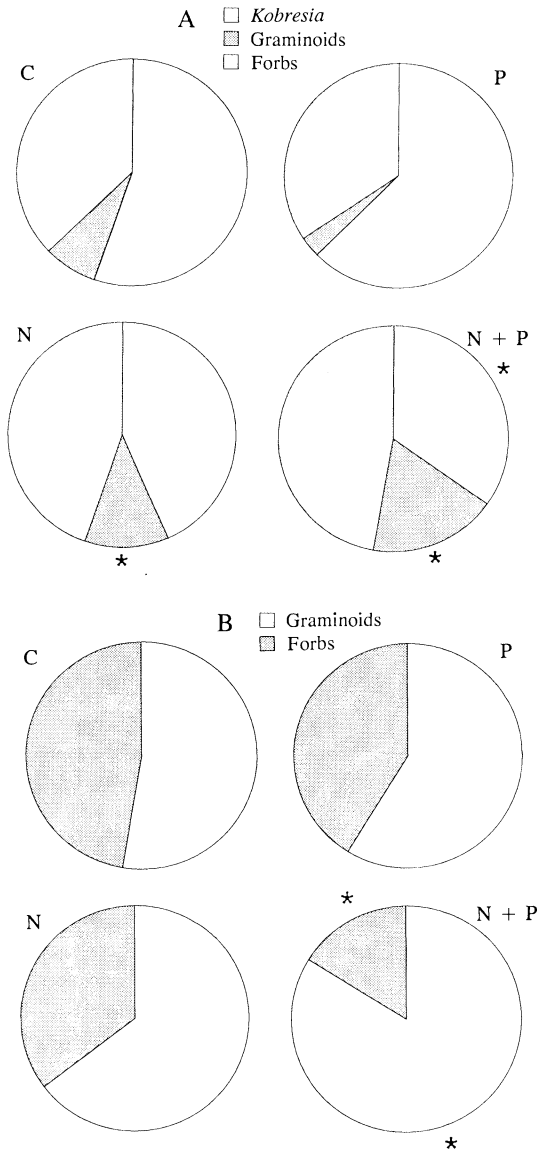 A
Kobresia
Graminoids
Forbs
C
P
N
N + P
*
*
*
B
Graminoids
Forbs
C
P
N
N + P
*
*